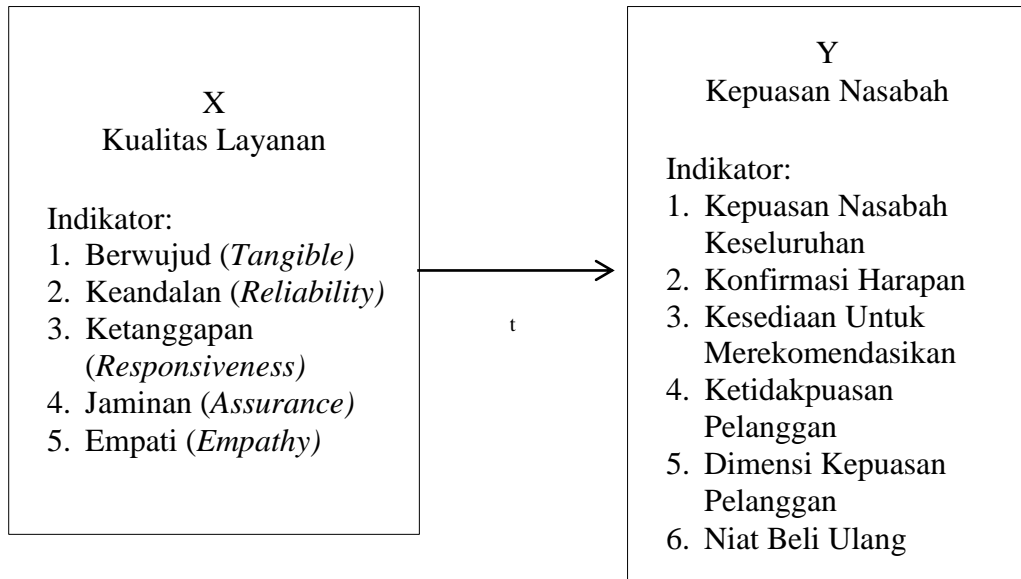 X
Kualitas Layanan
Indikator:
1. Berwujud (Tangible)
2. Keandalan (Reliability)
3. Ketanggapan
(Responsiveness)
4. Jaminan (Assurance)
5. Empati (Empathy)
t
Y
Kepuasan Nasabah
Indikator:
1. Kepuasan Nasabah
Keseluruhan
2. Konfirmasi Harapan
3. Kesediaan Untuk
Merekomendasikan
4. Ketidakpuasan
Pelanggan
5. Dimensi Kepuasan
Pelanggan
6. Niat Beli Ulang